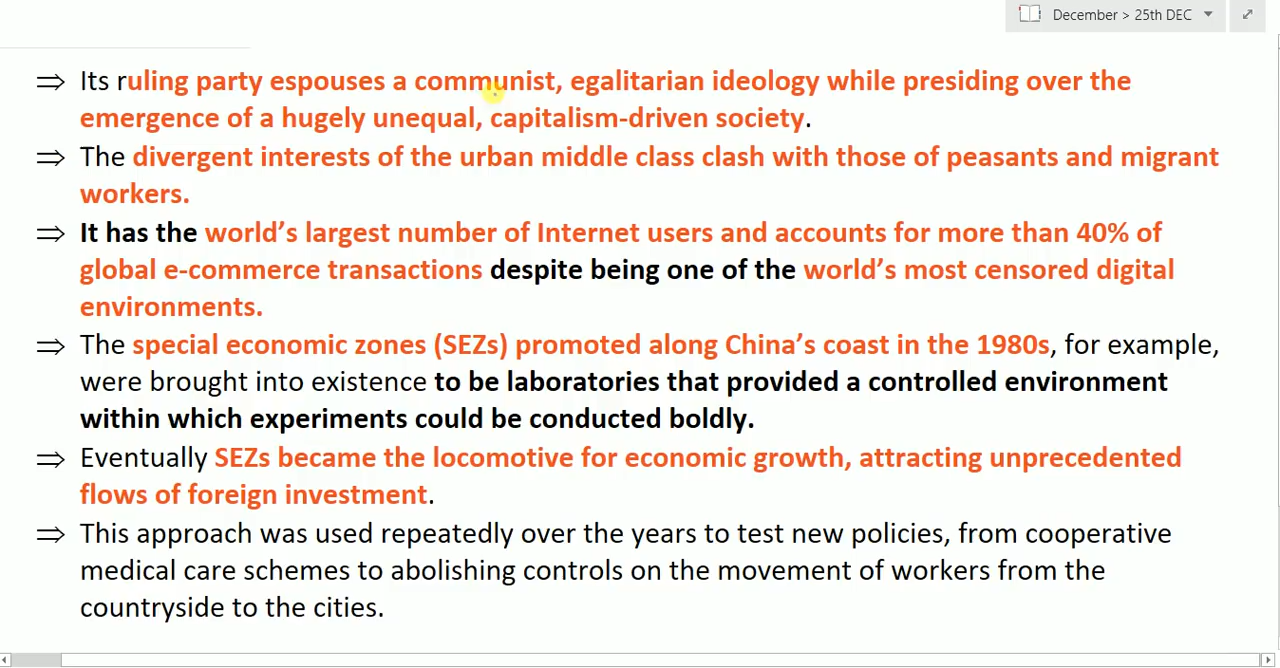 December > 25th DEC
⇒ Its ruling party espouses a communist, egalitarian ideology while presiding over the
emergence of a hugely unequal, capitalism-driven society.
⇒ The divergent interests of the urban middle class clash with those of peasants and migrant
workers.
⇒ It has the world’s largest number of Internet users and accounts for more than 40% of
global e-commerce transactions despite being one of the world’s most censored digital
environments.
⇒ The special economic zones (SEZs) promoted along China’s coast in the 1980s, for example,
were brought into existence to be laboratories that provided a controlled environment
within which experiments could be conducted boldly.
⇒ Eventually SEZs became the locomotive for economic growth, attracting unprecedented
flows of foreign investment.
⇒ This approach was used repeatedly over the years to test new policies, from cooperative
medical care schemes to abolishing controls on the movement of workers from the
countryside to the cities.